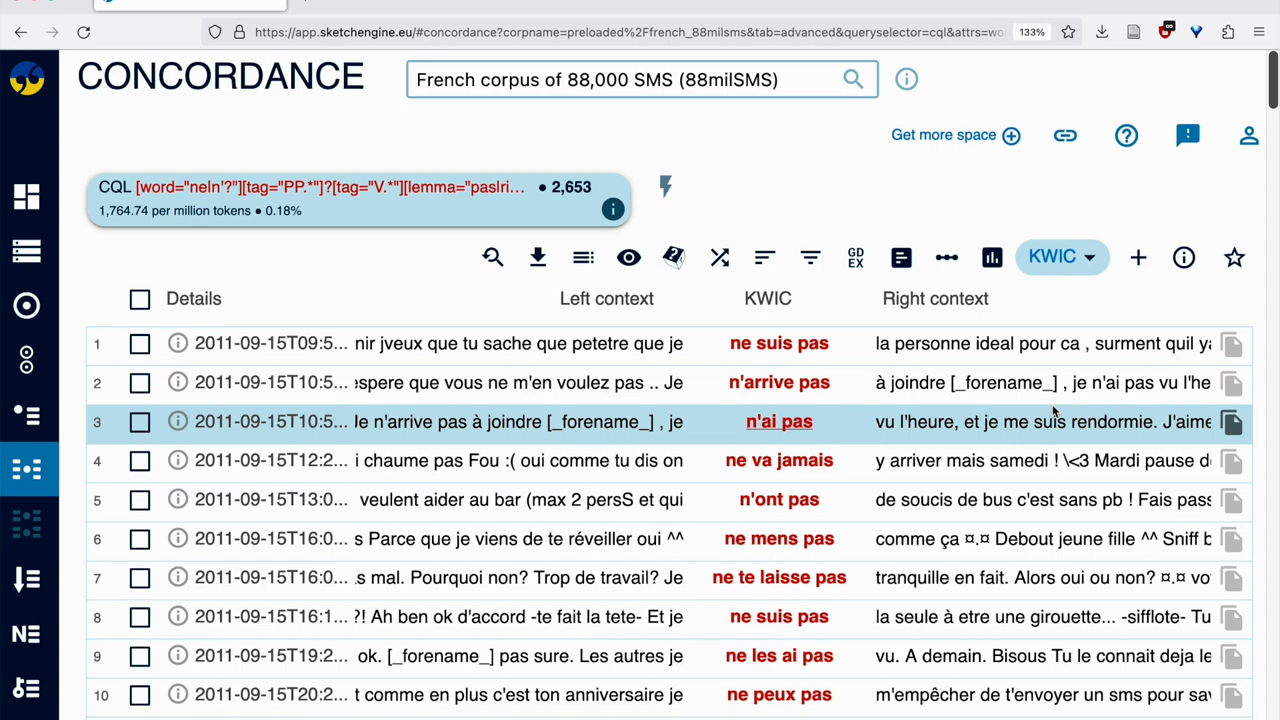 https://app.sketchengine.eu/#concordance?corpname=preloaded%2Ffrench_88milsms&tab=advanced&queryselector=cql&attrs=wo
133%
CONCORDANCE
French corpus of 88,000 SMS (88milSMS)
Get more space
CQL [word="ne|n'?"][tag="PP.*"]?[tag="V.*"][lemma="pas|ri... • 2,653
1,764.74 per million tokens • 0.18%
GD EX
KWIC
Details Left context KWIC Right context
1 2011-09-15T09:5... nir jveux que tu sache que petetre que je ne suis pas la personne ideal pour ca , surment quil ya
2 2011-09-15T10:5... espere que vous ne m'en voulez pas .. Je n'arrive pas à joindre [_forename_] , je n'ai pas vu l'he
3 2011-09-15T10:5... Je n'arrive pas à joindre [_forename_] , je n'ai pas vu l'heure, et je me suis rendormie. J'aime
4 2011-09-15T12:2... i chaume pas Fou :( oui comme tu dis on ne va jamais y arriver mais samedi ! \<3 Mardi pause de
5 2011-09-15T13:0... veulent aider au bar (max 2 persS et qui n'ont pas de soucis de bus c'est sans pb ! Fais pass
6 2011-09-15T16:0... s Parce que je viens de te réveiller oui ^^ ne mens pas comme ça ¤.¤ Debout jeune fille ^^ Sniff b
7 2011-09-15T16:0... s mal. Pourquoi non? Trop de travail? Je ne te laisse pas tranquille en fait. Alors oui ou non? ¤.¤ vo
8 2011-09-15T16:1... ?! Ah ben ok d'accord -te fait la tete- Et je ne suis pas la seule à etre une girouette... -sifflote- Tu
9 2011-09-15T19:2... ok. [_forename_] pas sure. Les autres je ne les ai pas vu. A demain. Bisous Tu le connait deja le
10 2011-09-15T20:2... t comme en plus c'est ton anniversaire je ne peux pas m'empêcher de t'envoyer un sms pour sav